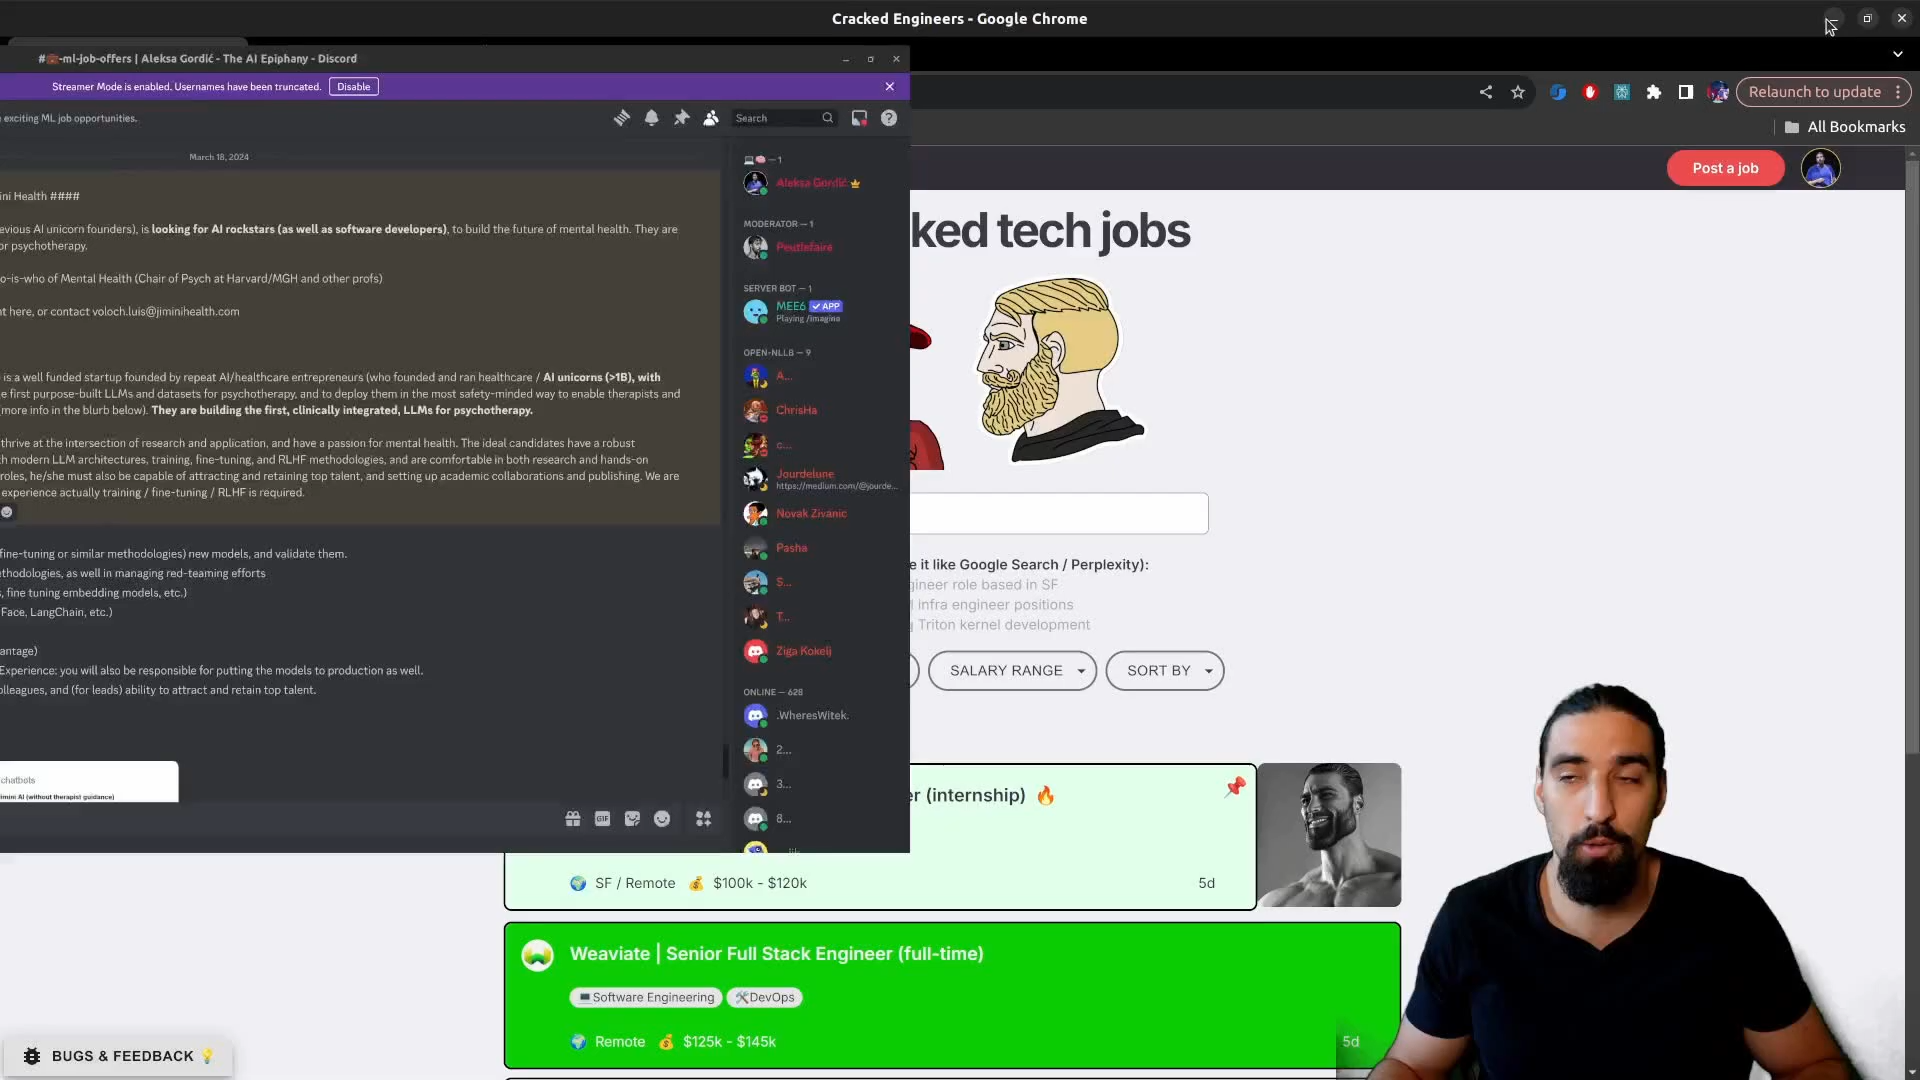 Cracked Engineers - Google Chrome
#💼-ml-job-offers | Aleksa Gordić - The AI Epiphany - Discord
Streamer Mode is enabled. Usernames have been truncated. Disable
exciting ML job opportunities.
Search
March 18, 2024
ini Health ####
evious AI unicorn founders), is looking for AI rockstars (as well as software developers), to build the future of mental health. They are
or psychotherapy.
o-is-who of Mental Health (Chair of Psych at Harvard/MGH and other profs)
nt here, or contact voloch.luis@jiminihealth.com
is a well funded startup founded by repeat AI/healthcare entrepreneurs (who founded and ran healthcare / AI unicorns (>1B), with
e first purpose-built LLMs and datasets for psychotherapy, and to deploy them in the most safety-minded way to enable therapists and
(more info in the blurb below). They are building the first, clinically integrated, LLMs for psychotherapy.
thrive at the intersection of research and application, and have a passion for mental health. The ideal candidates have a robust
h modern LLM architectures, training, fine-tuning, and RLHF methodologies, and are comfortable in both research and hands-on
roles, he/she must also be capable of attracting and retaining top talent, and setting up academic collaborations and publishing. We are
experience actually training / fine-tuning / RLHF is required.
fine-tuning or similar methodologies) new models, and validate them.
ethodologies, as well in managing red-teaming efforts
s, fine tuning embedding models, etc.)
Face, LangChain, etc.)
antage)
Experience: you will also be responsible for putting the models to production as well.
olleagues, and (for leads) ability to attract and retain top talent.
chatbots
imini AI (without therapist guidance)
GIF
💻🧠 — 1
Aleksa Gordić
MODERATOR — 1
Peutlefaire
SERVER BOT — 1
MEE6 ✓ APP
Playing /imagine
OPEN-NLLB — 9
A...
ChrisHa
c...
Jourdelune
https://medium.com/@jourde...
Novak Zivanic
Pasha
S...
T...
Ziga Kokelj
ONLINE — 628
.WheresWitek.
2...
3...
8...
Relaunch to update
All Bookmarks
Post a job
ked tech jobs
e it like Google Search / Perplexity):
gineer role based in SF
l infra engineer positions
g Triton kernel development
SALARY RANGE
SORT BY
er (internship) 🔥
🌍 SF / Remote 💰 $100k - $120k 5d
Weaviate | Senior Full Stack Engineer (full-time)
💻Software Engineering 🛠️DevOps
🌍 Remote 💰 $125k - $145k 5d
BUGS & FEEDBACK 💡